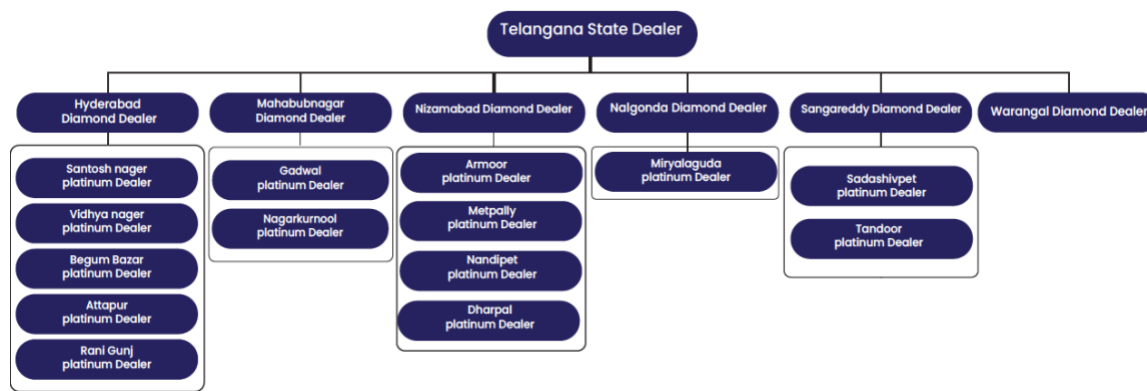 Telangana State Dealer
Hyderabad
Diamond Dealer
Mahabubnagar
Diamond Dealer
Nizamabad Diamond Dealer
Nalgonda Diamond Dealer
Sangareddy Diamond Dealer
Warangal Diamond Dealer
Santosh nager
platinum Dealer
Vidhya nager
platinum Dealer
Begum Bazar
platinum Dealer
Attapur
platinum Dealer
Rani Gunj
platinum Dealer
Gadwal
platinum Dealer
Nagarkurnool
platinum Dealer
Armoor
platinum Dealer
Metpally
platinum Dealer
Nandipet
platinum Dealer
Dharpal
platinum Dealer
Miryalaguda
platinum Dealer
Sadashivpet
platinum Dealer
Tandoor
platinum Dealer